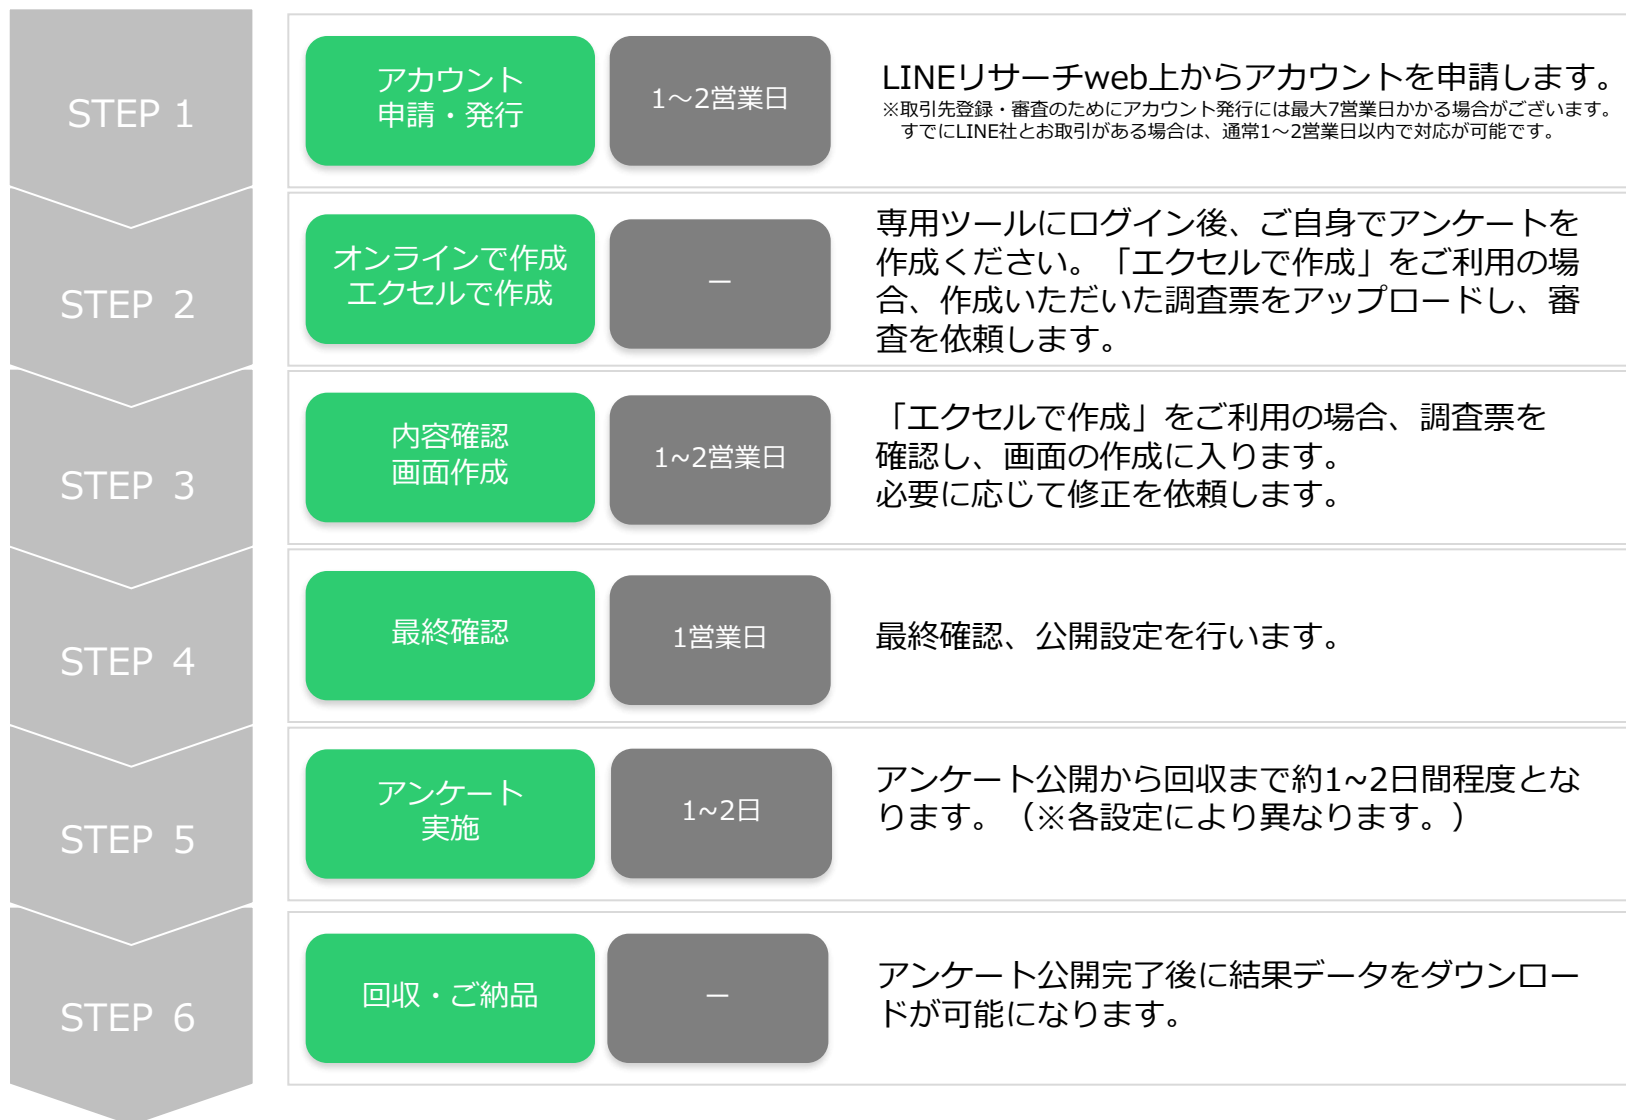 STEP 1
アカウント
申請・発行
1～2営業日
LINEリサーチweb上からアカウントを申請します。
※取引先登録・審査のためにアカウント発行には最大7営業日かかる場合がございます。
すでにLINE社とお取引がある場合は、通常1～2営業日以内で対応が可能です。
STEP 2
オンラインで作成
エクセルで作成
－
専用ツールにログイン後、ご自身でアンケートを
作成ください。「エクセルで作成」をご利用の場
合、作成いただいた調査票をアップロードし、審
査を依頼します。
STEP 3
内容確認
画面作成
1~2営業日
「エクセルで作成」をご利用の場合、調査票を
確認し、画面の作成に入ります。
必要に応じて修正を依頼します。
STEP 4
最終確認
1営業日
最終確認、公開設定を行います。
STEP 5
アンケート
実施
1~2日
アンケート公開から回収まで約1~2日間程度とな
ります。（※各設定により異なります。）
STEP 6
回収・ご納品
－
アンケート公開完了後に結果データをダウンロー
ドが可能になります。